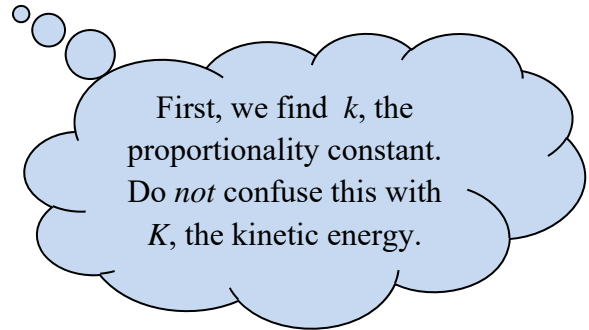 First, we find k, the
proportionality constant.
Do not confuse this with
K, the kinetic energy.